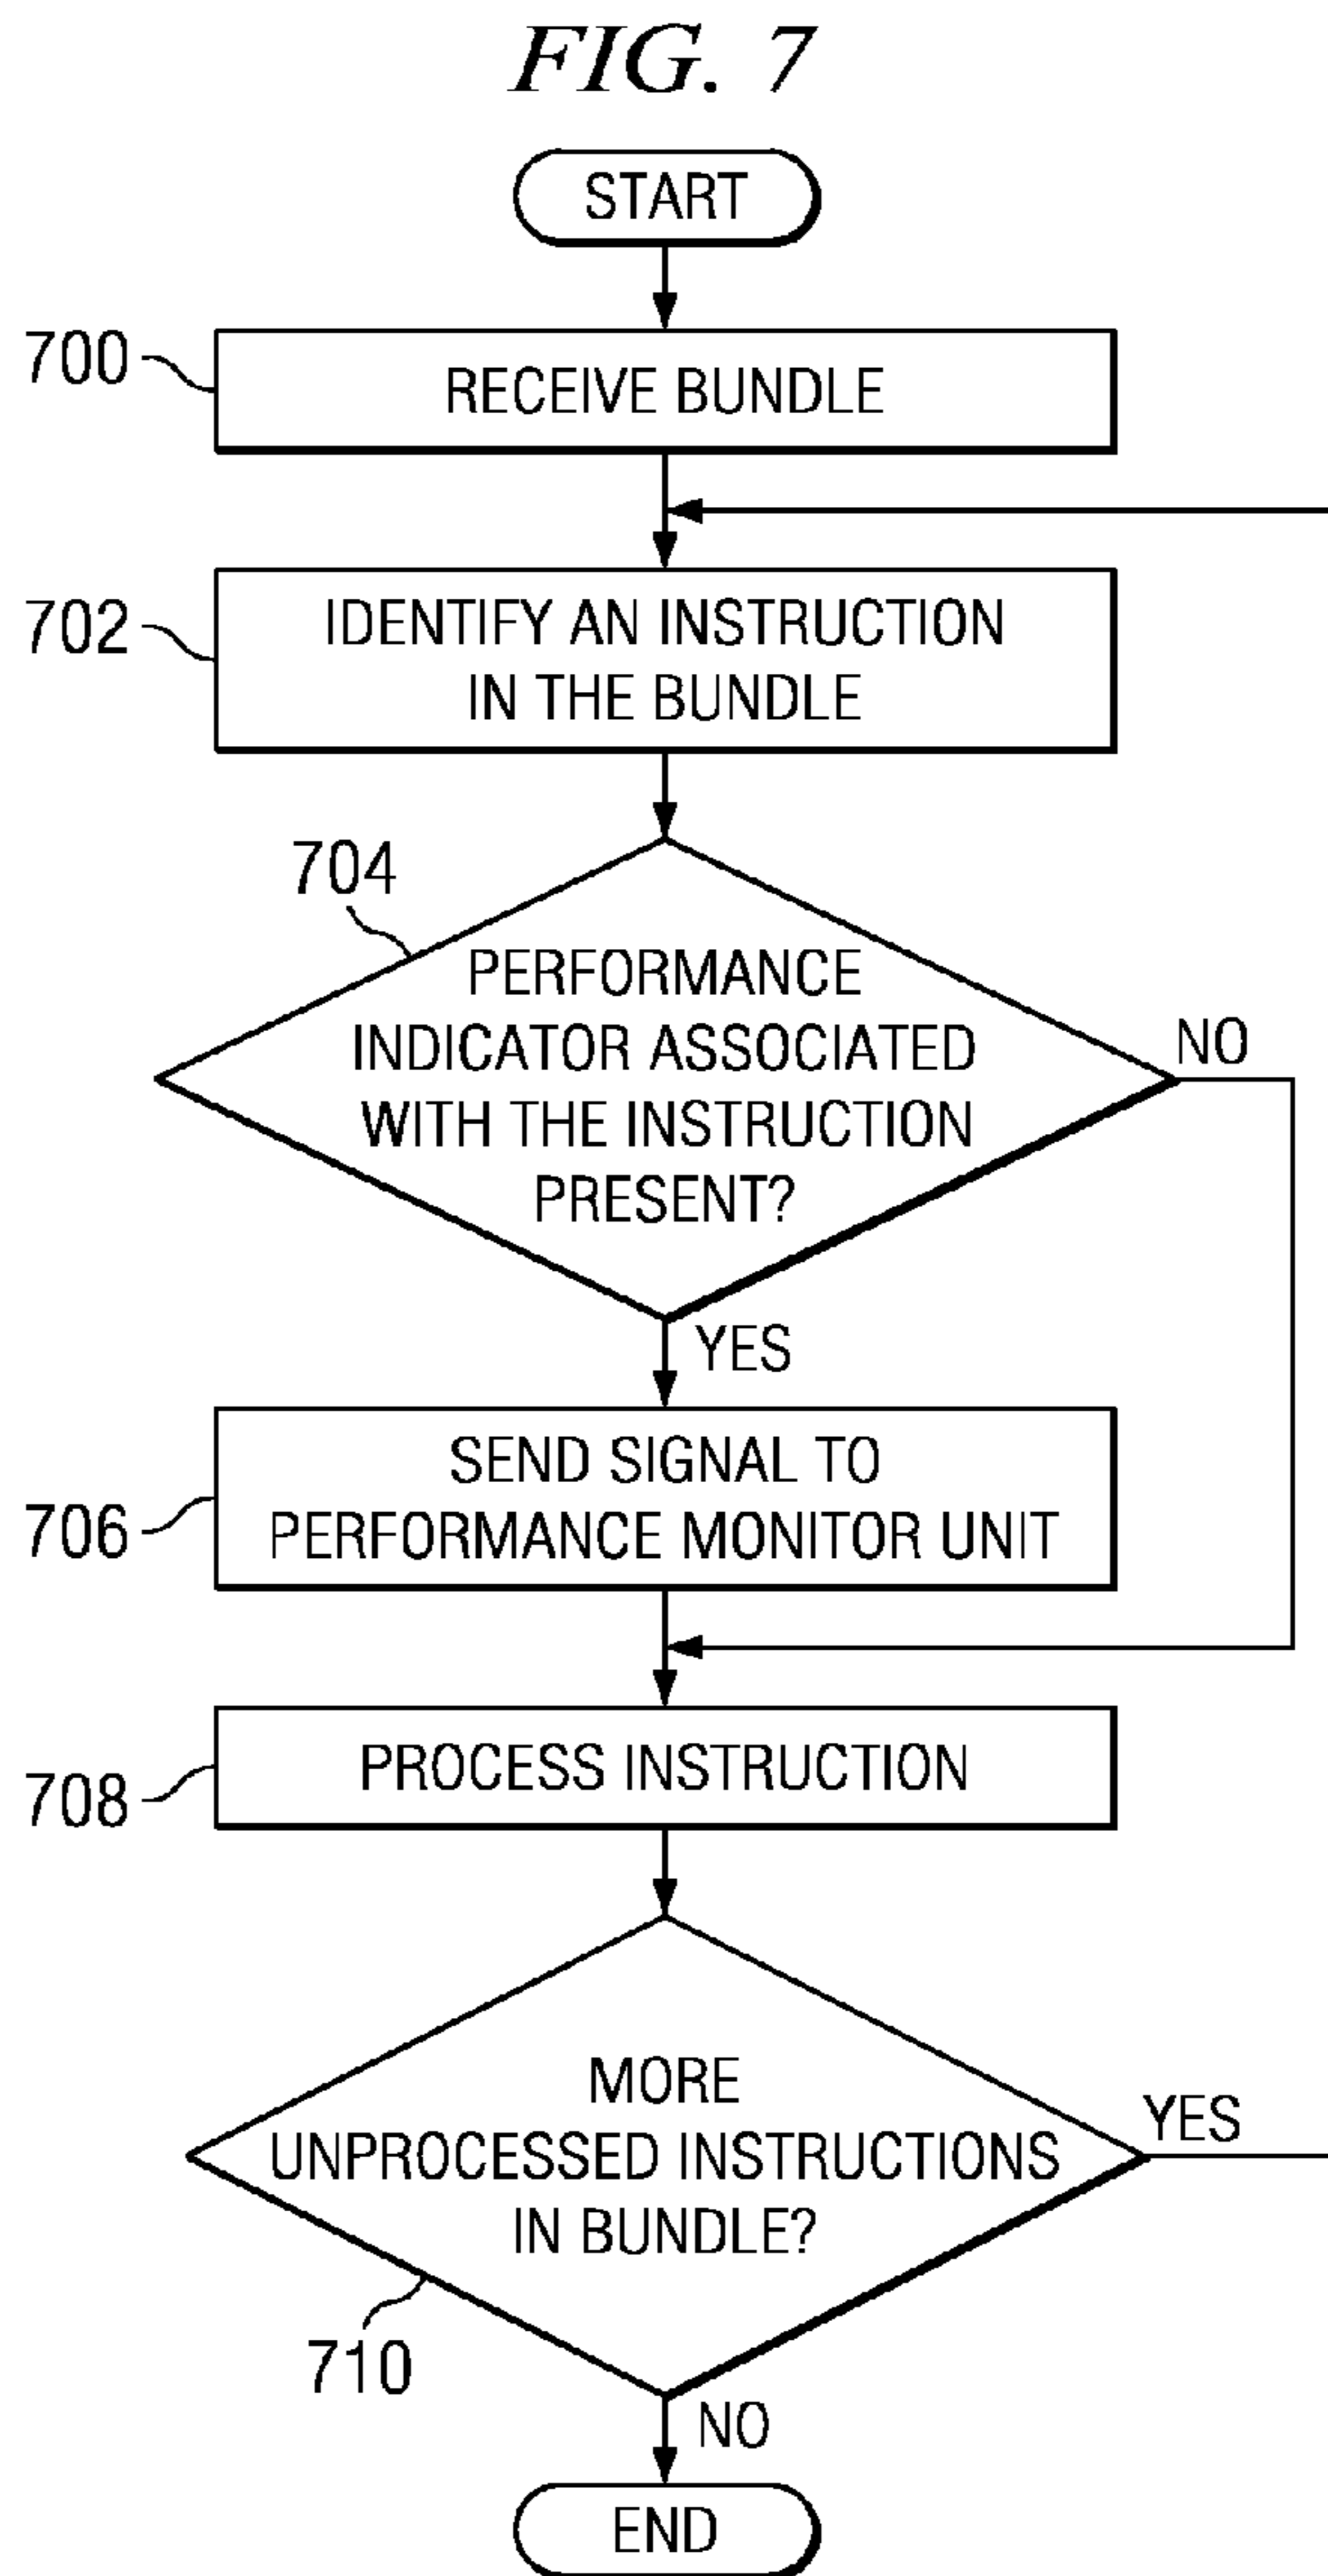 FIG. 7
START
700
RECEIVE BUNDLE
702
IDENTIFY AN INSTRUCTION
IN THE BUNDLE
704
PERFORMANCE
INDICATOR ASSOCIATED
WITH THE INSTRUCTION
PRESENT?
NO
YES
706
SEND SIGNAL TO
PERFORMANCE MONITOR UNIT
708
PROCESS INSTRUCTION
MORE
UNPROCESSED INSTRUCTIONS
IN BUNDLE?
YES
710
NO
END